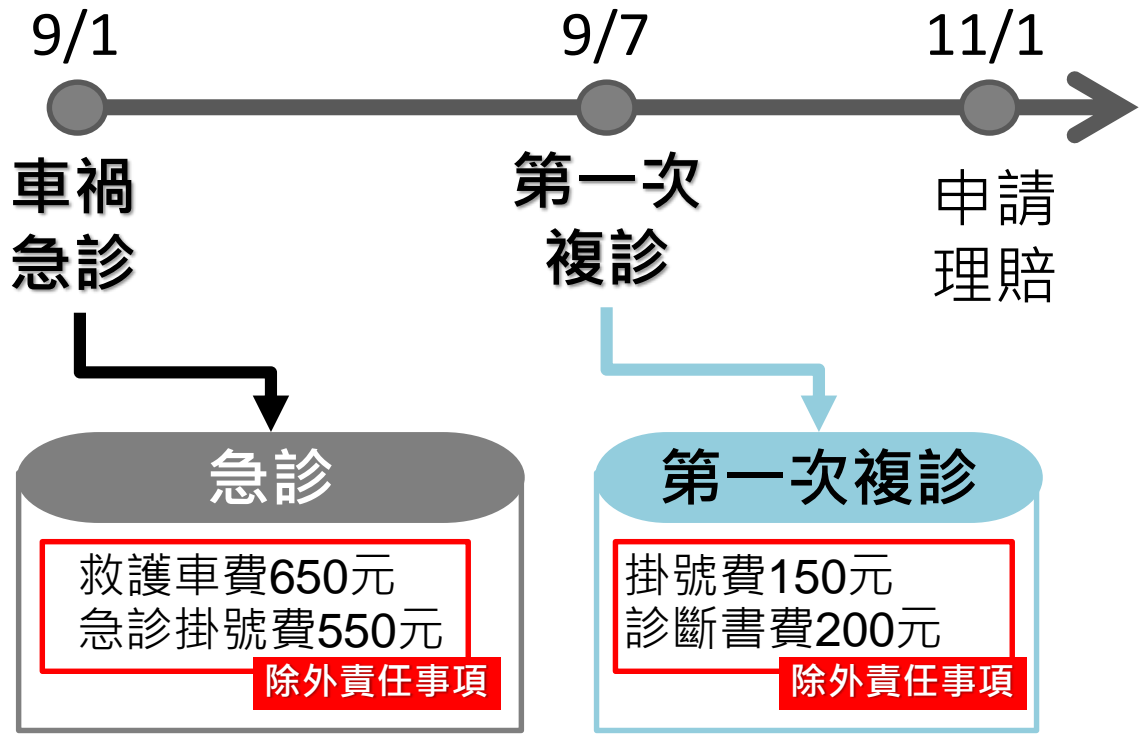 9/1
9/7
11/1
車禍
急診
第一次
複診
申請
理賠
急診
救護車費650元
急診掛號費550元
除外責任事項
第一次複診
掛號費150元
診斷書費200元
除外責任事項